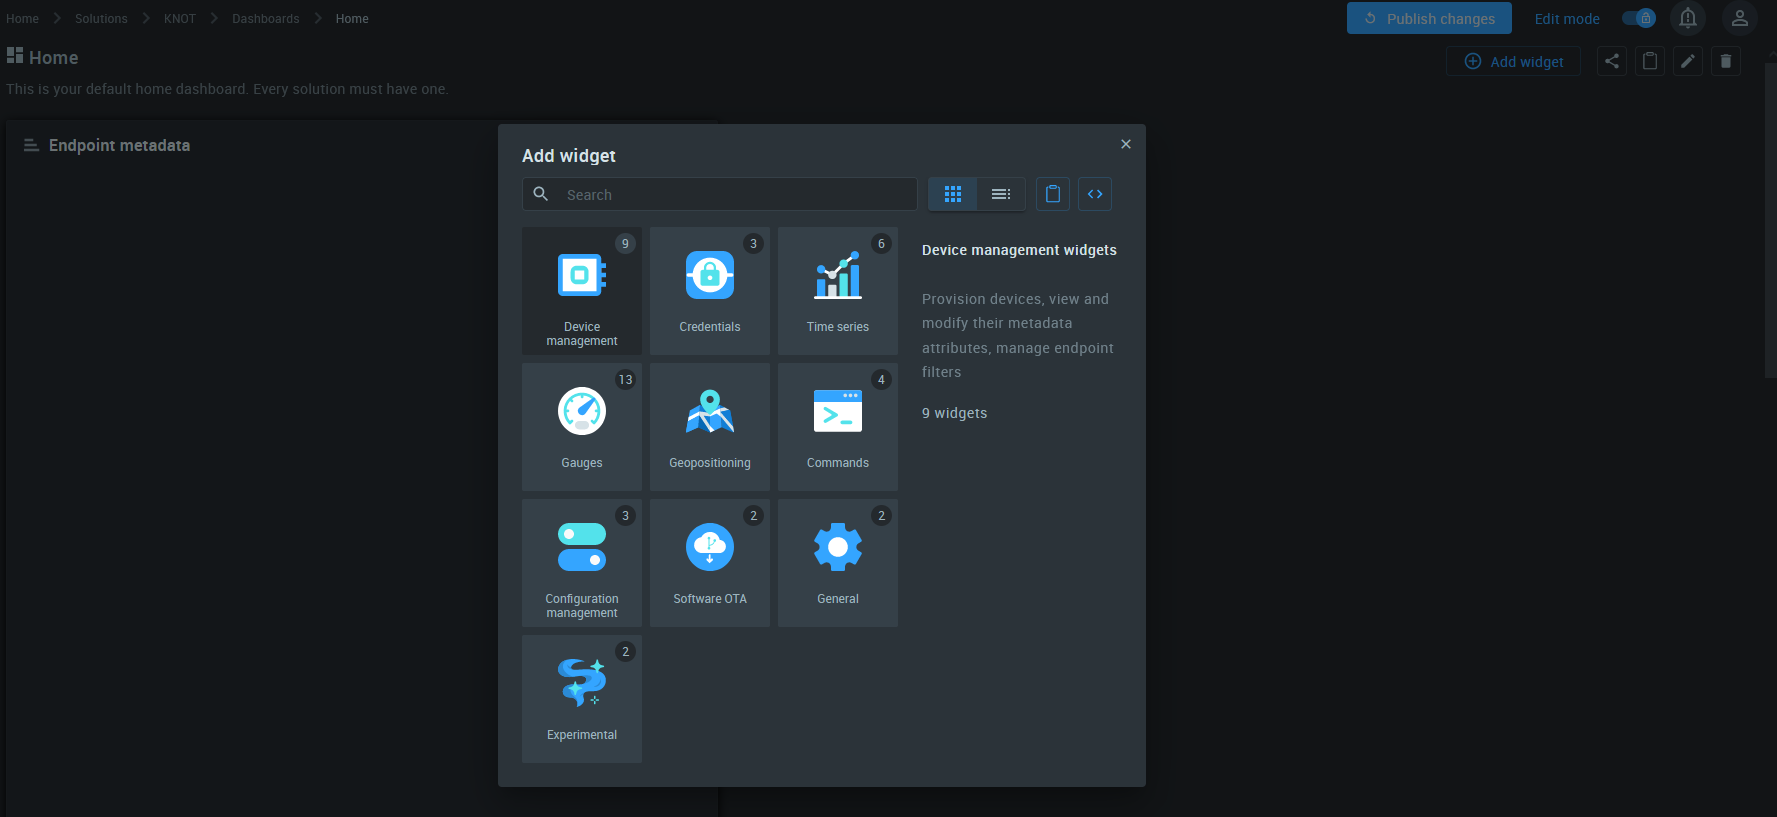 Home
Solutions
KNOT
Dashboards
Home
Publish changes
Edit mode
Home
Add widget
This is your default home dashboard. Every solution must have one.
Endpoint metadata
Add widget
Search
9
Device
management
3
Credentials
6
Time series
Device management widgets
Provision devices, view and
modify their metadata
attributes, manage endpoint
filters
9 widgets
13
Gauges
Geopositioning
4
Commands
3
Configuration
management
2
Software OTA
2
General
2
Experimental